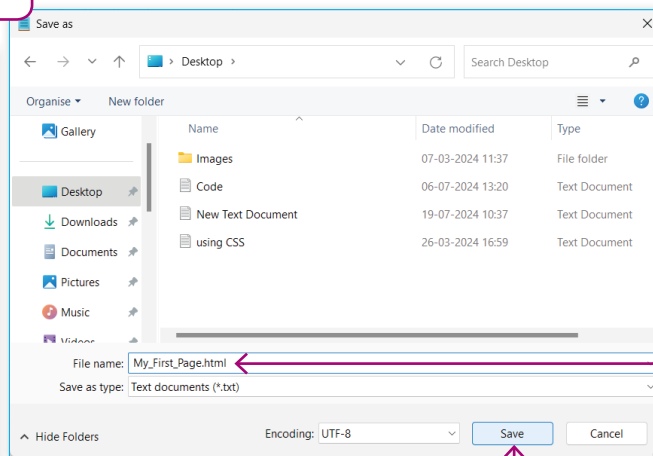 Save as
Desktop
Search Desktop
Organise New folder
Gallery
Name Date modified Type
Images 07-03-2024 11:37 File folder
Desktop
Code 06-07-2024 13:20 Text Document
Downloads
New Text Document 19-07-2024 10:37 Text Document
Documents
using CSS 26-03-2024 16:59 Text Document
Pictures
Music
Videos
File name: My_First_Page.html
Save as type: Text documents (*.txt)
Hide Folders Encoding: UTF-8 Save Cancel